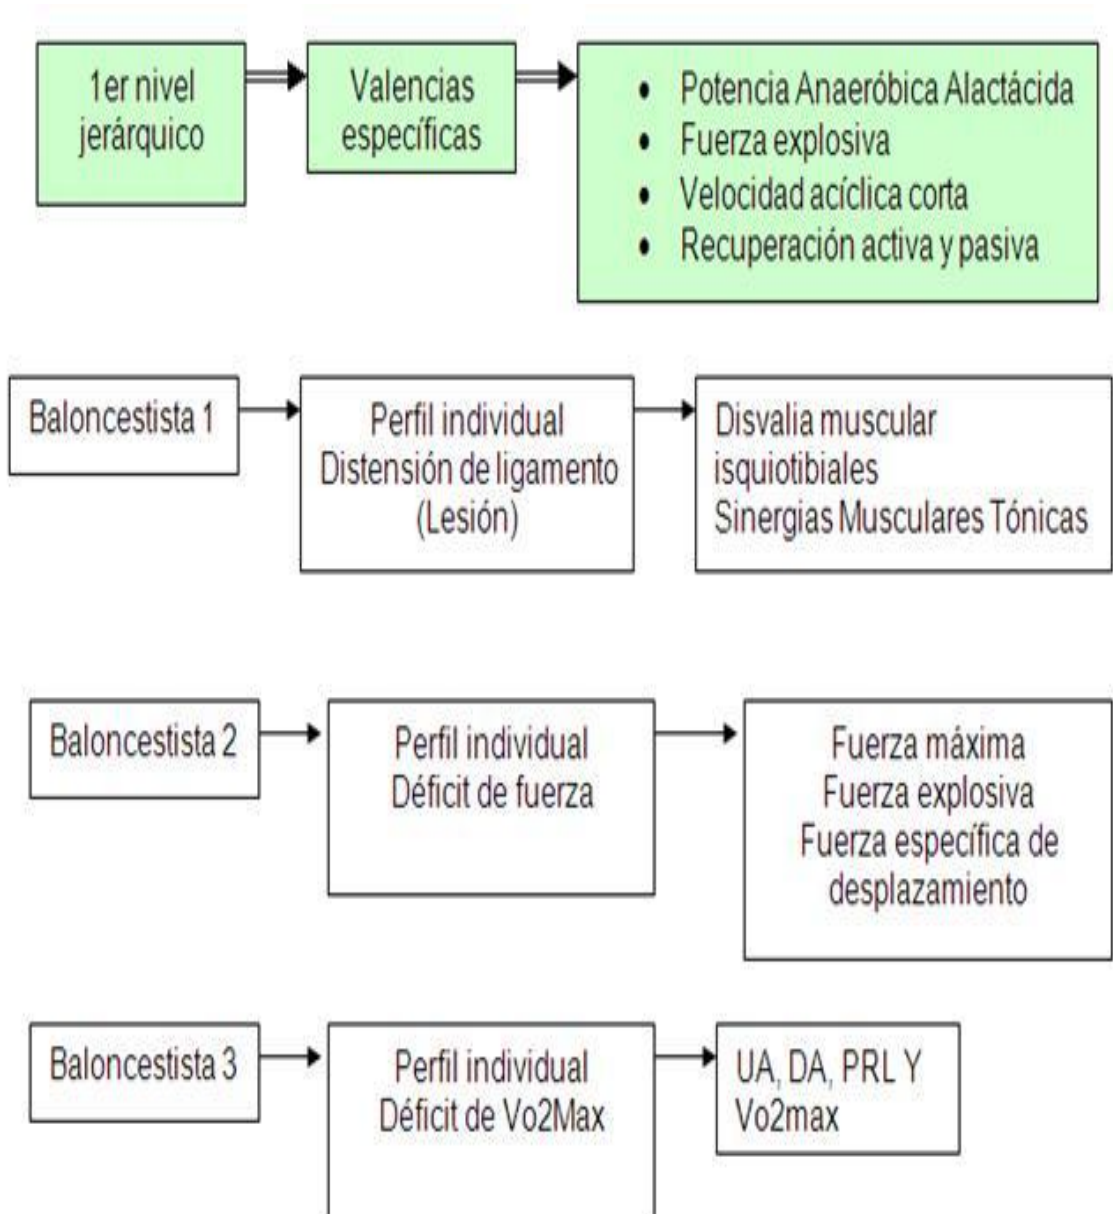 1er nivel
jerárquico
Valencias
específicas
• Potencia Anaeróbica Alactácida
• Fuerza explosiva
• Velocidad acíclica corta
• Recuperación activa y pasiva
Baloncestista 1
Perfil individual
Distensión de ligamento
(Lesión)
Disvalia muscular
isquiotibiales
Sinergias Musculares Tónicas
Baloncestista 2
Perfil individual
Déficit de fuerza
Fuerza máxima
Fuerza explosiva
Fuerza específica de
desplazamiento
Baloncestista 3
Perfil individual
Déficit de Vo2Max
UA, DA, PRL Y
Vo2max